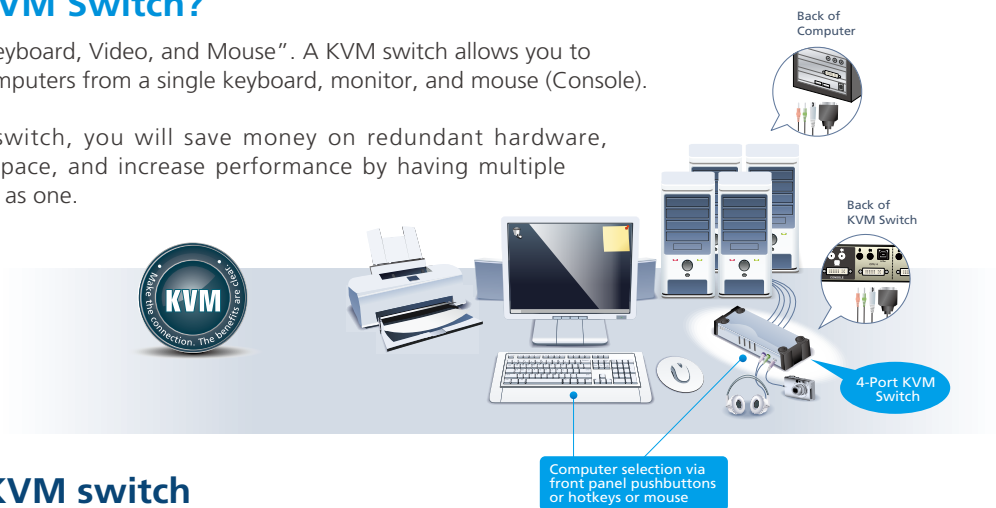 VM Switch?
eyboard, Video, and Mouse”. A KVM switch allows you to
mputers from a single keyboard, monitor, and mouse (Console).
switch, you will save money on redundant hardware,
pace, and increase performance by having multiple
as one.
Back of
Computer
Back of
KVM Switch
Make the connection. The benefits are clear.
KVM
4-Port KVM
Switch
Computer selection via
front panel pushbuttons
or hotkeys or mouse
KVM switch